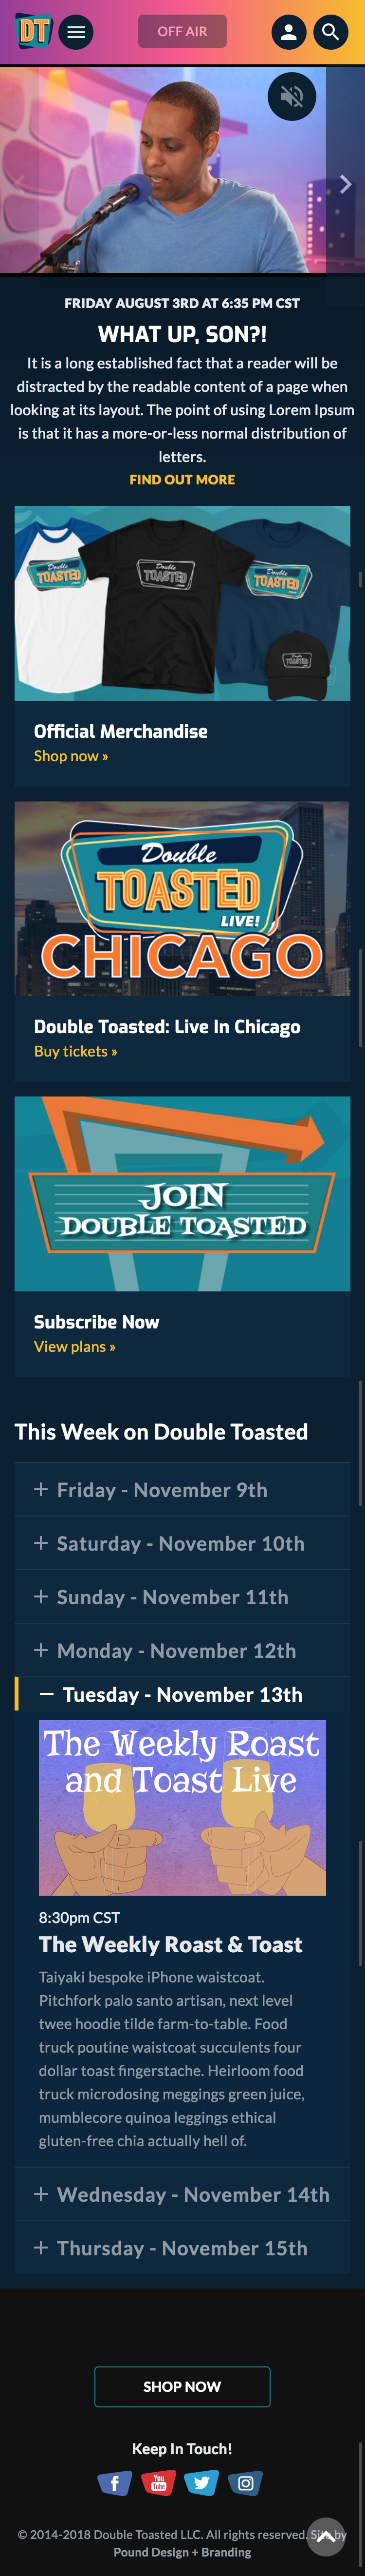 DT
OFF AIR
FRIDAY AUGUST 3RD AT 6:35 PM CST
WHAT UP, SON?!
It is a long established fact that a reader will be
distracted by the readable content of a page when
looking at its layout. The point of using Lorem Ipsum
is that it has a more-or-less normal distribution of
letters.
FIND OUT MORE
Double
TOASTED
Double
TOASTED
Double
TOASTED
Double
TOASTED
Official Merchandise
Shop now »
Double
TOASTED
LIVE!
CHICAGO
Double Toasted: Live In Chicago
Buy tickets »
JOIN
DOUBLE TOASTED
Subscribe Now
View plans »
This Week on Double Toasted
Friday - November 9th
Saturday - November 10th
Sunday - November 11th
Monday - November 12th
Tuesday - November 13th
The Weekly Roast
and Toast Live
8:30pm CST
The Weekly Roast & Toast
Taiyaki bespoke iPhone waistcoat.
Pitchfork palo santo artisan, next level
twee hoodie tilde farm-to-table. Food
truck poutine waistcoat succulents four
dollar toast fingerstache. Heirloom food
truck microdosing meggings green juice,
mumblecore quinoa leggings ethical
gluten-free chia actually hell of.
Wednesday - November 14th
Thursday - November 15th
SHOP NOW
Keep In Touch!
You
Tube
© 2014-2018 Double Toasted LLC. All rights reserved. Site by
Pound Design + Branding